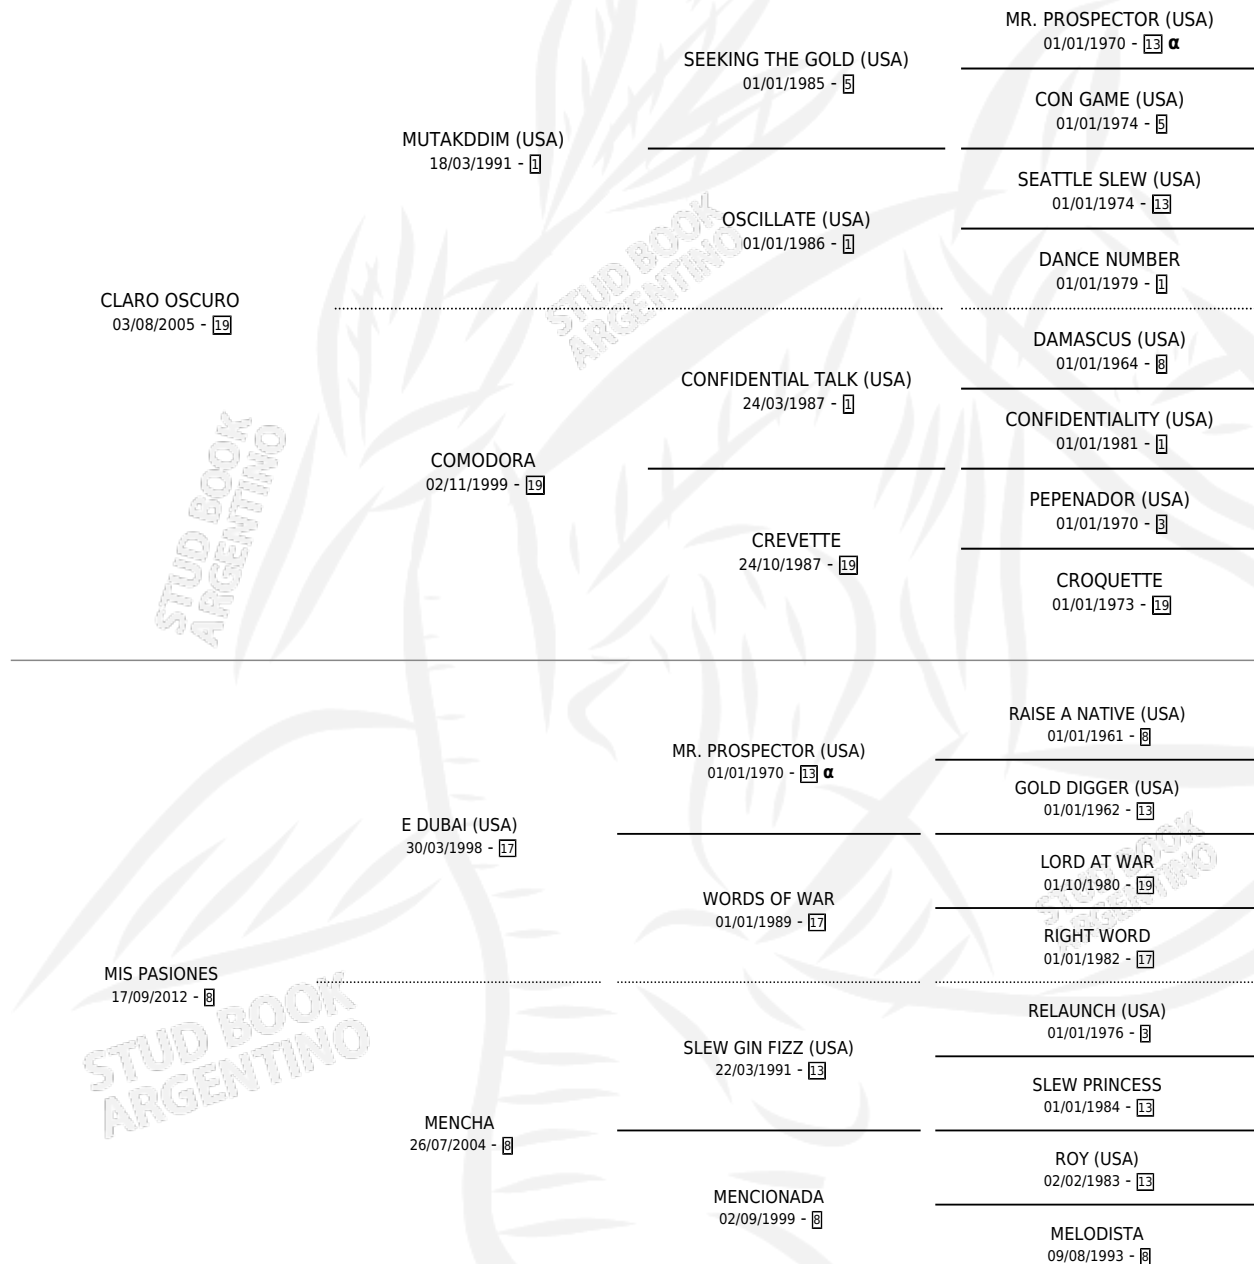 MR. PROSPECTOR (USA)
01/01/1970 - 13 α
SEEKING THE GOLD (USA)
01/01/1985 - 5
CON GAME (USA)
01/01/1974 - 5
MUTAKDDIM (USA)
18/03/1991 - 1
SEATTLE SLEW (USA)
01/01/1974 - 13
OSCILLATE (USA)
01/01/1986 - 1
DANCE NUMBER
01/01/1979 - 1
CLARO OSCURO
03/08/2005 - 19
DAMASCUS (USA)
01/01/1964 - 8
CONFIDENTIAL TALK (USA)
24/03/1987 - 1
CONFIDENTIALITY (USA)
01/01/1981 - 1
COMODORA
02/11/1999 - 19
PEPENADOR (USA)
01/01/1970 - 3
CREVETTE
24/10/1987 - 19
CROQUETTE
01/01/1973 - 19
RAISE A NATIVE (USA)
01/01/1961 - 8
MR. PROSPECTOR (USA)
01/01/1970 - 13 α
GOLD DIGGER (USA)
01/01/1962 - 13
E DUBAI (USA)
30/03/1998 - 17
LORD AT WAR
01/10/1980 - 19
WORDS OF WAR
01/01/1989 - 17
RIGHT WORD
01/01/1982 - 17
MIS PASIONES
17/09/2012 - 8
RELAUNCH (USA)
01/01/1976 - 3
SLEW GIN FIZZ (USA)
22/03/1991 - 13
SLEW PRINCESS
01/01/1984 - 13
MENCHA
26/07/2004 - 8
ROY (USA)
02/02/1983 - 13
MENCIONADA
02/09/1999 - 8
MELODISTA
09/08/1993 - 8
STUD BOOK
ARGENTINO
STUD BOOK
ARGENTINO
STUD BOOK
ARGENTINO
STUD BOOK
ARGENTINO